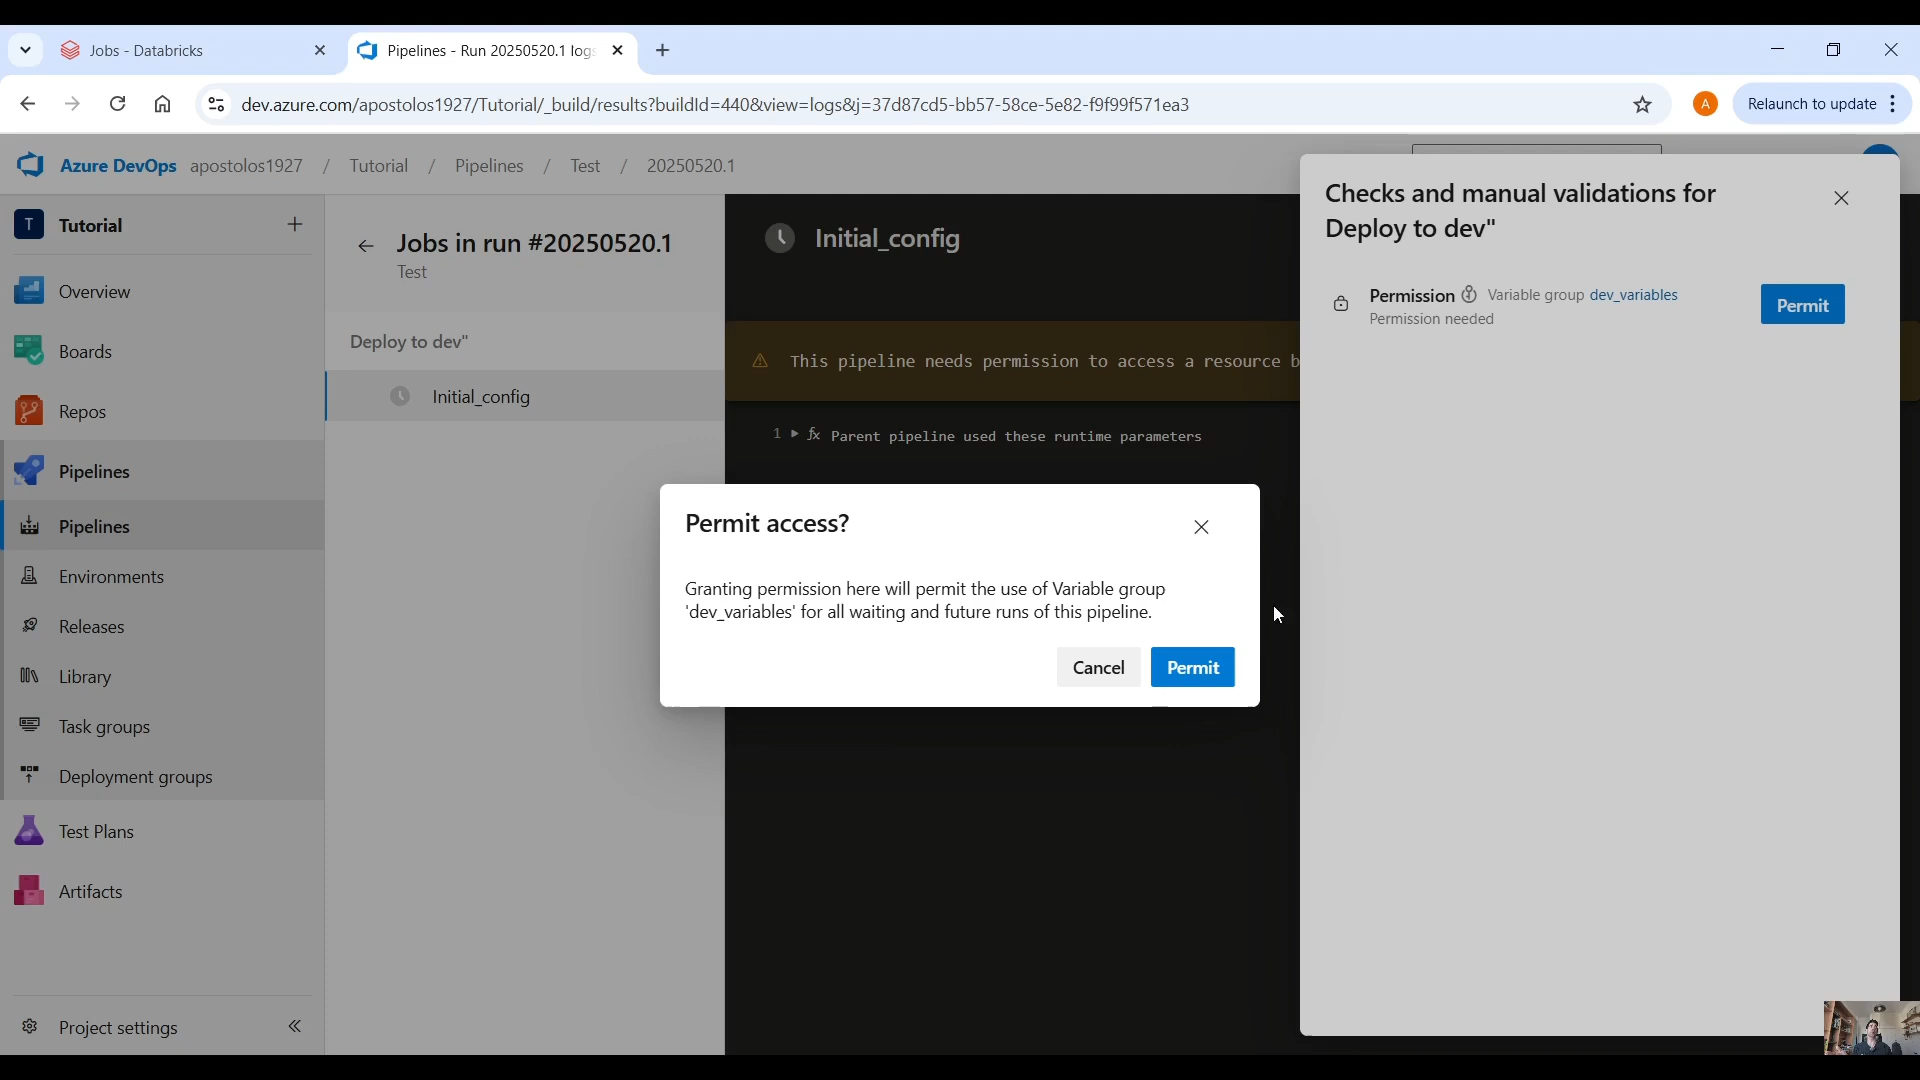 Jobs - Databricks
Pipelines - Run 20250520.1 logs
dev.azure.com/apostolos1927/Tutorial/_build/results?buildId=440&view=logs&j=37d87cd5-bb57-58ce-5e82-f9f99f571ea3
A
Relaunch to update
Azure DevOps apostolos1927 / Tutorial / Pipelines / Test / 20250520.1
T Tutorial
Overview
Boards
Repos
Pipelines
Pipelines
Environments
Releases
Library
Task groups
Deployment groups
Test Plans
Artifacts
Project settings
Jobs in run #20250520.1
Test
Deploy to dev"
Initial_config
Initial_config
This pipeline needs permission to access a resource b
1 fx Parent pipeline used these runtime parameters
Permit access?
Granting permission here will permit the use of Variable group
'dev_variables' for all waiting and future runs of this pipeline.
Cancel
Permit
Checks and manual validations for
Deploy to dev"
Permission Variable group dev_variables
Permission needed
Permit